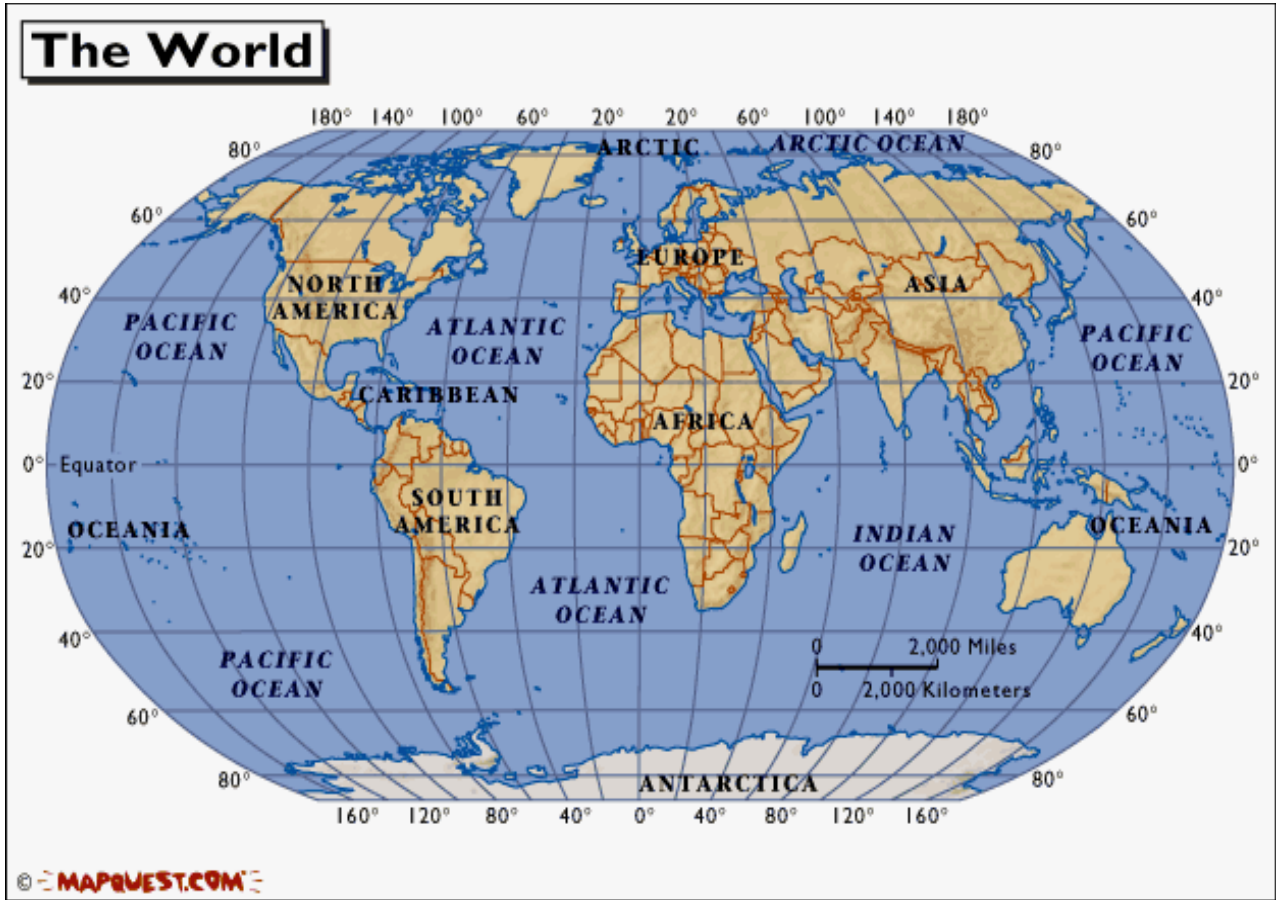 The World
180° 140° 100° 60° 20° 20° 60° 100° 140° 180°
80° ARCTIC ARCTIC OCEAN 80°
60° 60°
EUROPE
NORTH
AMERICA
ASIA
40° 40°
PACIFIC
OCEAN
ATLANTIC
OCEAN
PACIFIC
OCEAN
20° 20°
CARIBBEAN
AFRICA
0° Equator 0°
SOUTH
AMERICA
OCEANIA
OCEANIA
INDIAN
OCEAN
20° 20°
ATLANTIC
OCEAN
40° 40°
PACIFIC
OCEAN
0 2,000 Miles
0 2,000 Kilometers
60° 60°
80° 80°
ANTARCTICA
160° 120° 80° 40° 0° 40° 80° 120° 160°
© MAPQUEST.COM